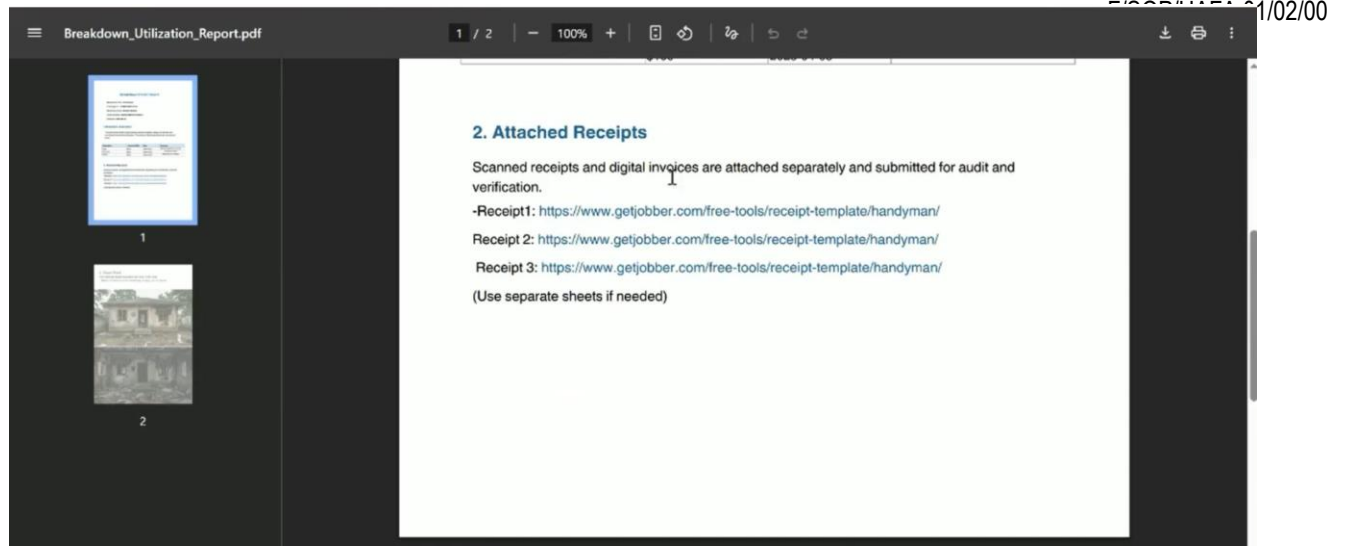 1/02/00
Breakdown_Utilization_Report.pdf
1 / 2
100%
2. Attached Receipts
Scanned receipts and digital invoices are attached separately and submitted for audit and
verification.
-Receipt1: https://www.getjobber.com/free-tools/receipt-template/handyman/
Receipt 2: https://www.getjobber.com/free-tools/receipt-template/handyman/
Receipt 3: https://www.getjobber.com/free-tools/receipt-template/handyman/
(Use separate sheets if needed)
1
2